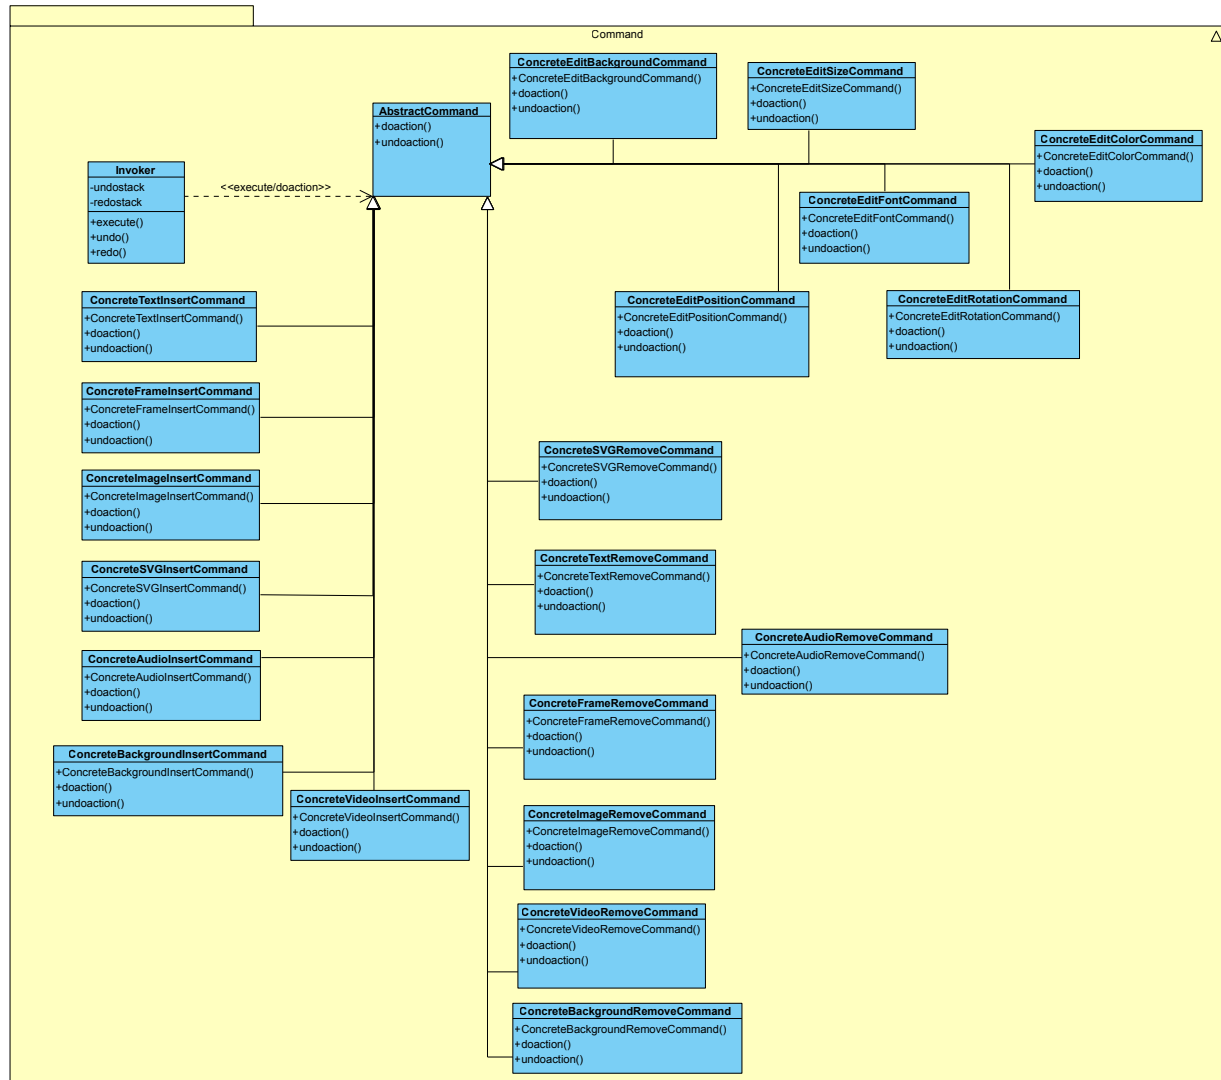 Command
ConcreteEditBackgroundCommand
+ConcreteEditBackgroundCommand()
+doaction()
+undoaction()
ConcreteEditSizeCommand
+ConcreteEditSizeCommand()
+doaction()
+undoaction()
AbstractCommand
+doaction()
+undoaction()
ConcreteEditColorCommand
+ConcreteEditColorCommand()
+doaction()
+undoaction()
Invoker
-undostack
-redostack
+execute()
+undo()
+redo()
<<execute/doaction>>
ConcreteEditFontCommand
+ConcreteEditFontCommand()
+doaction()
+undoaction()
ConcreteEditPositionCommand
+ConcreteEditPositionCommand()
+doaction()
+undoaction()
ConcreteEditRotationCommand
+ConcreteEditRotationCommand()
+doaction()
+undoaction()
ConcreteTextInsertCommand
+ConcreteTextInsertCommand()
+doaction()
+undoaction()
ConcreteFrameInsertCommand
+ConcreteFrameInsertCommand()
+doaction()
+undoaction()
ConcreteImageInsertCommand
+ConcreteImageInsertCommand()
+doaction()
+undoaction()
ConcreteSVGInsertCommand
+ConcreteSVGInsertCommand()
+doaction()
+undoaction()
ConcreteAudioInsertCommand
+ConcreteAudioInsertCommand()
+doaction()
+undoaction()
ConcreteBackgroundInsertCommand
+ConcreteBackgroundInsertCommand()
+doaction()
+undoaction()
ConcreteVideoInsertCommand
+ConcreteVideoInsertCommand()
+doaction()
+undoaction()
ConcreteSVGRemoveCommand
+ConcreteSVGRemoveCommand()
+doaction()
+undoaction()
ConcreteTextRemoveCommand
+ConcreteTextRemoveCommand()
+doaction()
+undoaction()
ConcreteAudioRemoveCommand
+ConcreteAudioRemoveCommand()
+doaction()
+undoaction()
ConcreteFrameRemoveCommand
+ConcreteFrameRemoveCommand()
+doaction()
+undoaction()
ConcreteImageRemoveCommand
+ConcreteImageRemoveCommand()
+doaction()
+undoaction()
ConcreteVideoRemoveCommand
+ConcreteVideoRemoveCommand()
+doaction()
+undoaction()
ConcreteBackgroundRemoveCommand
+ConcreteBackgroundRemoveCommand()
+doaction()
+undoaction()